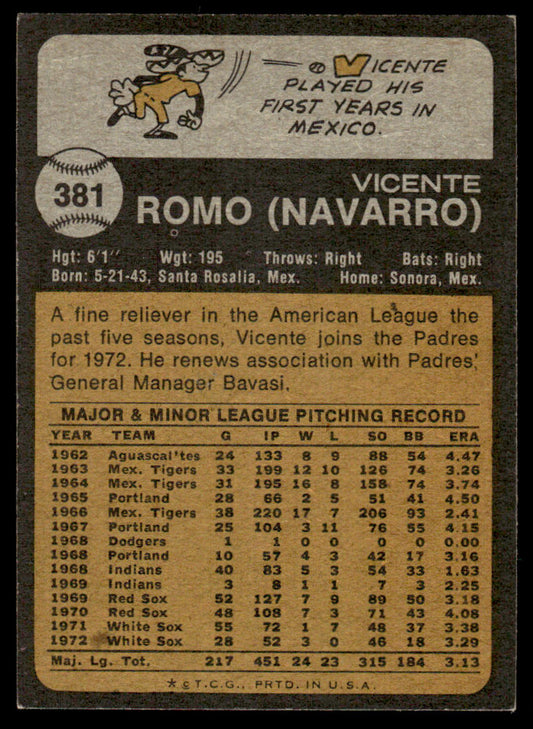 VICENTE
PLAYED HIS
FIRST YEARS IN
MEXICO.
381
VICENTE
ROMO (NAVARRO)
Hgt: 6'1" Wgt: 195 Throws: Right Bats: Right
Born: 5-21-43, Santa Rosalia, Mex. Home: Sonora, Mex.
A fine reliever in the American League the
past five seasons, Vicente joins the Padres
for 1972. He renews association with Padres'
General Manager Bavasi.
MAJOR & MINOR LEAGUE PITCHING RECORD
YEAR TEAM G IP W L SO BB ERA
1962 Aguascal'tes 24 133 8 9 88 54 4.47
1963 Mex. Tigers 33 199 12 10 126 74 3.26
1964 Mex. Tigers 31 195 16 8 158 74 3.74
1965 Portland 28 66 2 5 51 41 4.50
1966 Mex. Tigers 38 220 17 7 206 93 2.41
1967 Portland 25 104 3 11 76 55 4.15
1968 Dodgers 1 1 0 0 0 0 0.00
1968 Portland 10 57 4 3 42 17 3.16
1968 Indians 40 83 5 3 54 33 1.63
1969 Indians 3 8 1 1 7 3 2.25
1969 Red Sox 52 127 7 9 89 50 3.18
1970 Red Sox 48 108 7 3 71 43 4.08
1971 White Sox 55 72 1 7 48 37 3.38
1972 White Sox 28 52 3 0 46 18 3.29
Maj. Lg. Tot. 217 451 24 23 315 184 3.13
* © T.C.G., PRTD. IN U.S.A.